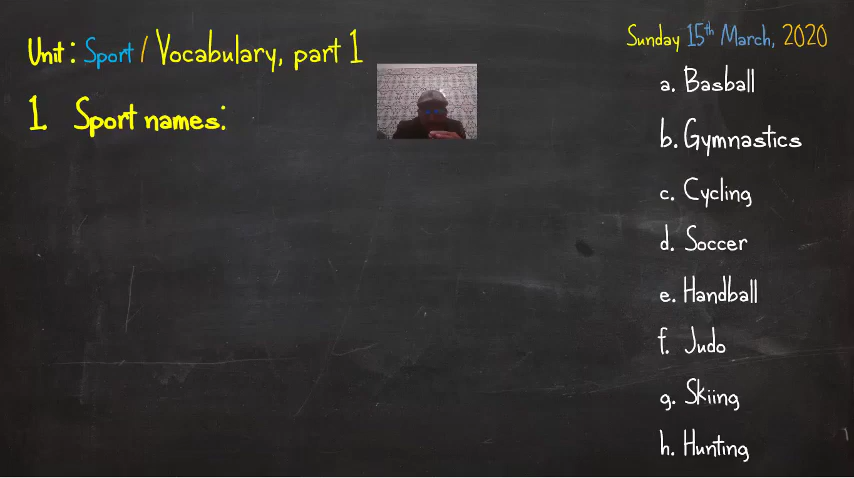 Unit: Sport / Vocabulary, part 1
Sunday 15th March, 2020
1. Sport names:
a. Basball
b. Gymnastics
c. Cycling
d. Soccer
e. Handball
f. Judo
g. Skiing
h. Hunting